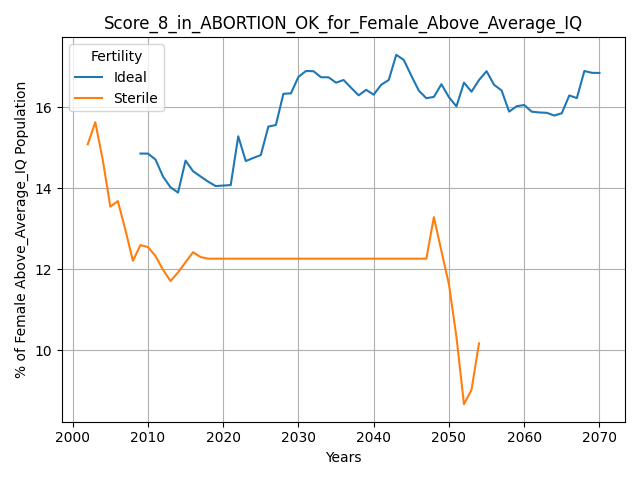 Score_8_in_ABORTION_OK_for_Female_Above_Average_IQ
Fertility
Ideal
Sterile
% of Female Above_Average_IQ Population
16
14
12
10
2000 2010 2020 2030 2040 2050 2060 2070
Years